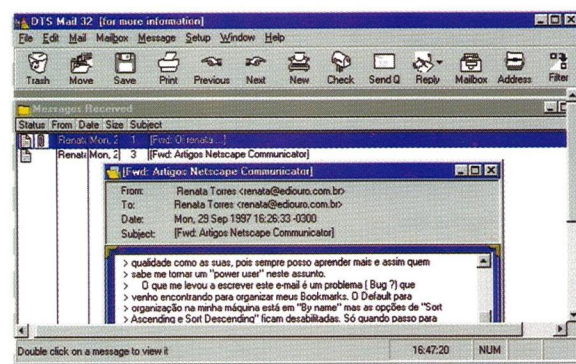 DTS Mail 32 [for more information]
File Edit Mail Mailbox Message Setup Window Help
Trash Move Save Print Previous Next New Check Send Q Reply Mailbox Address Filter
Messages Received
Status From Date Size Subject
Renata Mon, 2 1 [Fwd: Oi renata...]
Renata Mon, 2 3 [Fwd: Artigos Netscape Communicator]
[Fwd: Artigos Netscape Communicator]
From: Renata Torres <renata@ediouro.com.br>
To: Renata Torres <renata@ediouro.com.br>
Date: Mon, 29 Sep 1997 16:26:33 -0300
Subject: [Fwd: Artigos Netscape Communicator]
> qualidade como as suas, pois sempre posso aprender mais e assim quem
> sabe me tornar um "power user" neste assunto.
> O que me levou a escrever este e-mail é um problema ( Bug ?) que
> venho encontrando para organizar meus Bookmarks. O Default para
> organização na minha máquina está em "By name" mas as opções de "Sort
> Ascending e Sort Descending" ficam desabilitadas. Só quando passo para
Double click on a message to view it
16:47:20 NUM